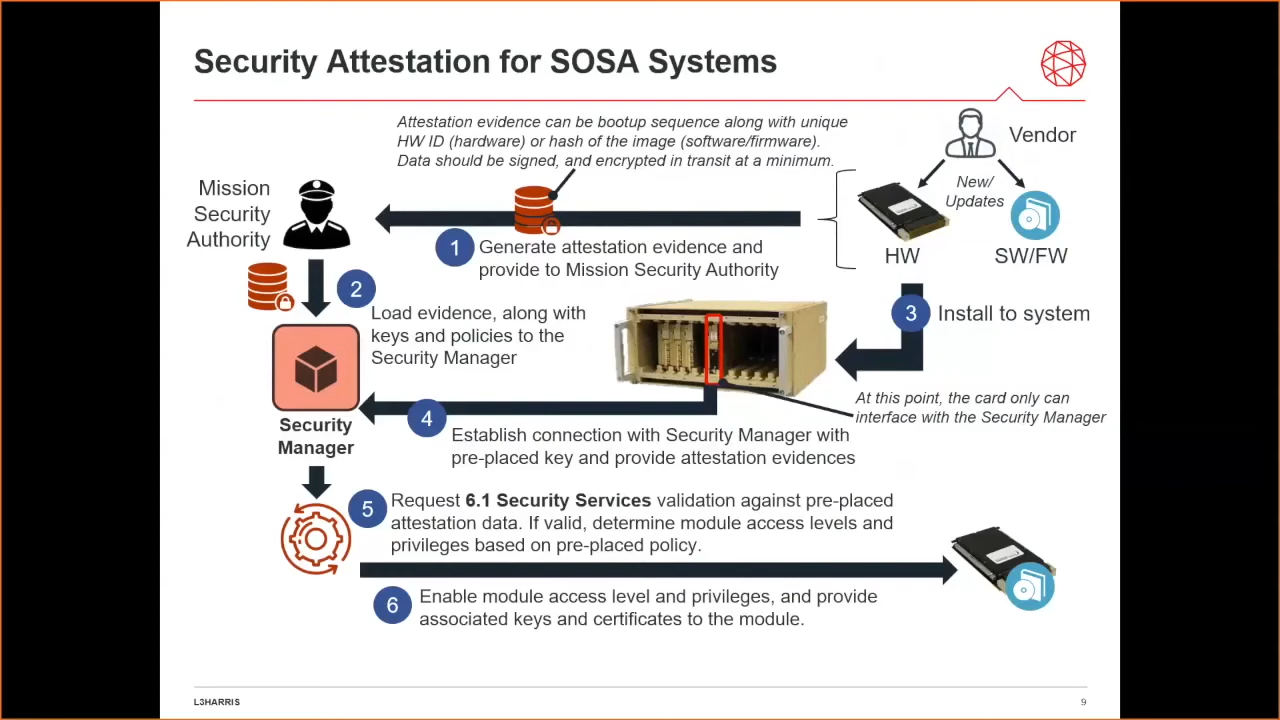 Security Attestation for SOSA Systems
Attestation evidence can be bootup sequence along with unique
HW ID (hardware) or hash of the image (software/firmware).
Data should be signed, and encrypted in transit at a minimum.
Vendor
New/
Updates
HW
SW/FW
Mission
Security
Authority
1
Generate attestation evidence and
provide to Mission Security Authority
2
Load evidence, along with
keys and policies to the
Security Manager
3
Install to system
At this point, the card only can
interface with the Security Manager
Security
Manager
4
Establish connection with Security Manager with
pre-placed key and provide attestation evidences
5
Request 6.1 Security Services validation against pre-placed
attestation data. If valid, determine module access levels and
privileges based on pre-placed policy.
6
Enable module access level and privileges, and provide
associated keys and certificates to the module.
L3HARRIS
9